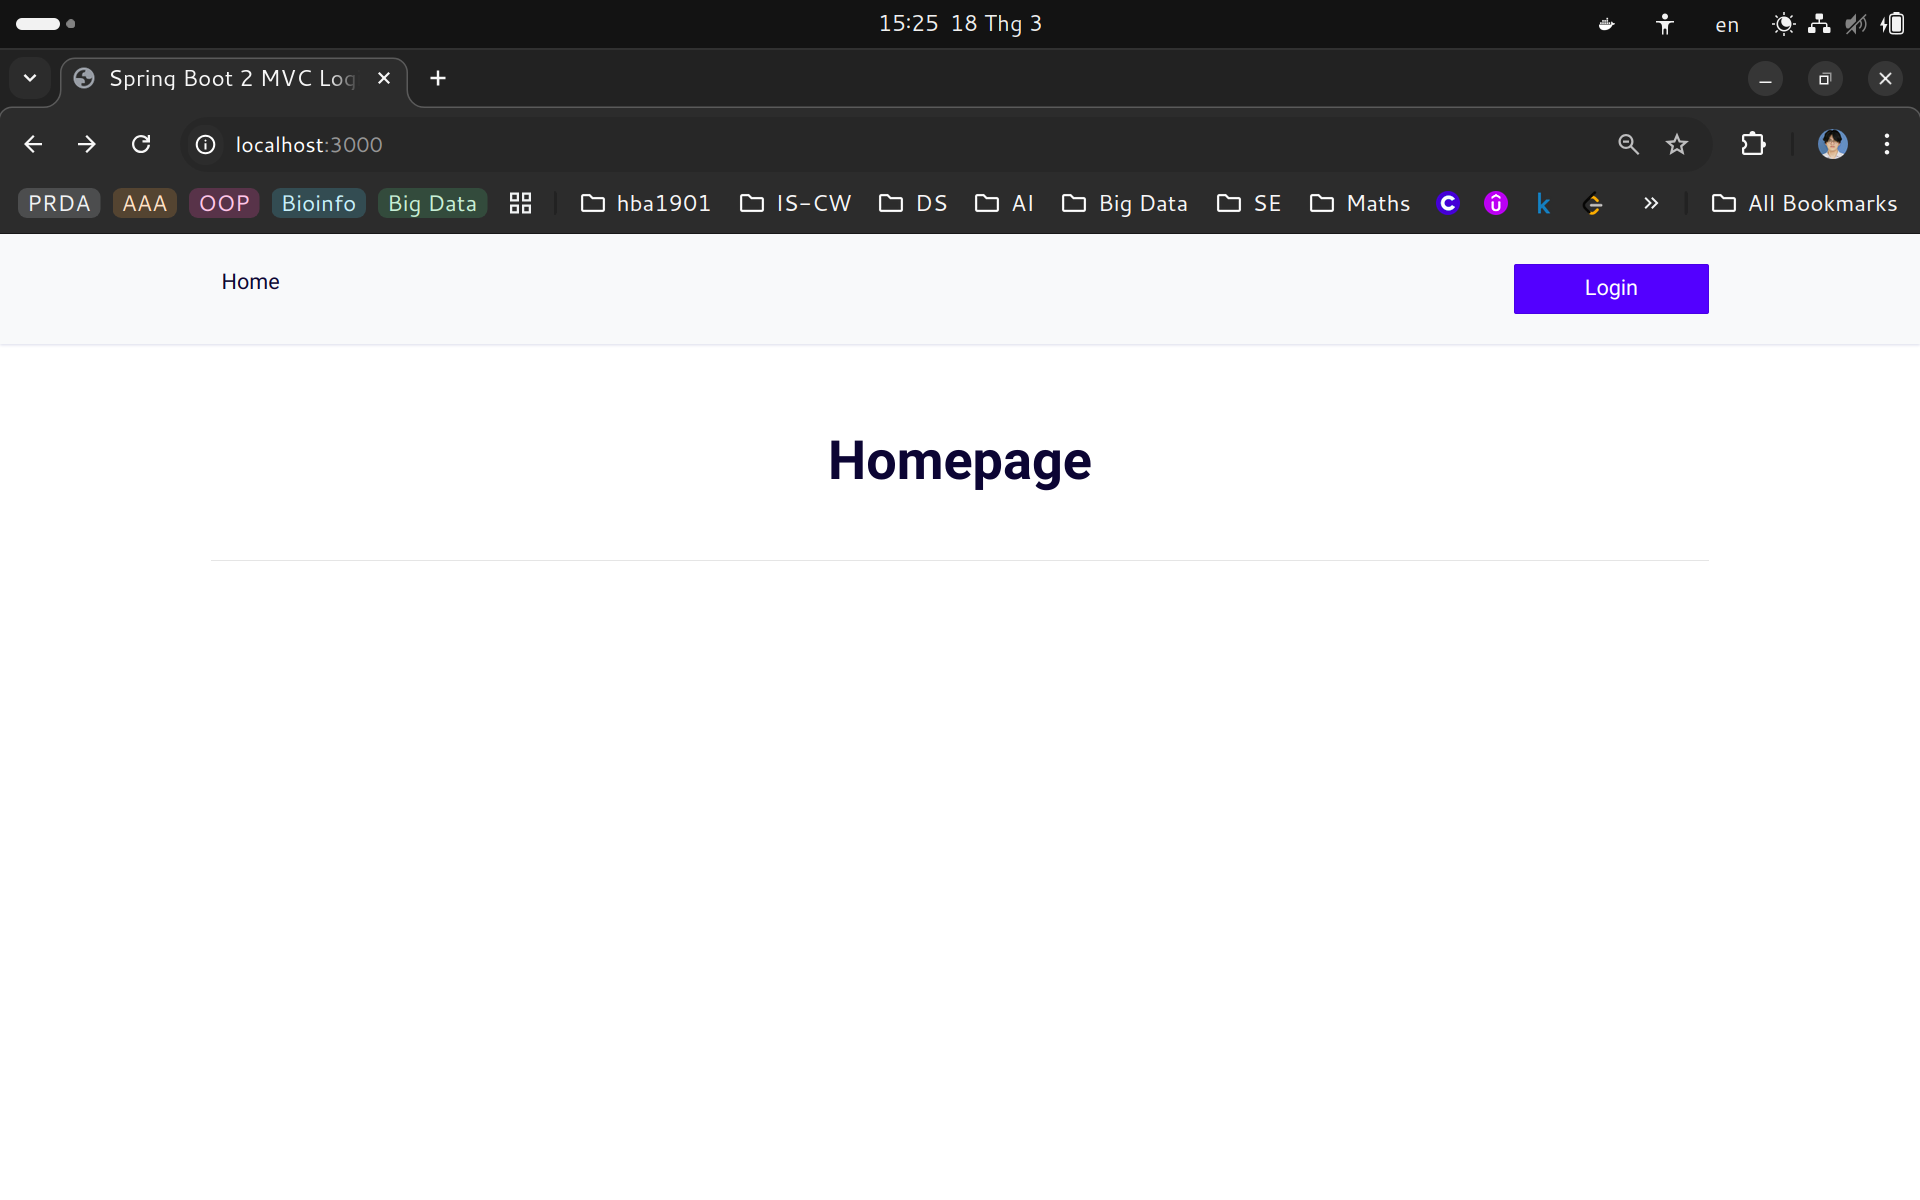 15:25 18 Thg 3
en
Spring Boot 2 MVC Log
localhost:3000
PRDA AAA OOP Bioinfo Big Data hba1901 IS-CW DS AI Big Data SE Maths All Bookmarks
Home
Login
Homepage